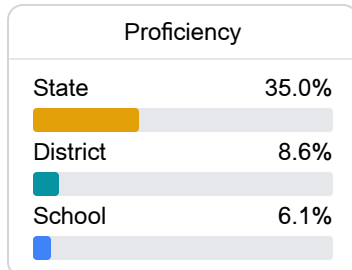 Proficiency
State 35.0%
District 8.6%
School 6.1%